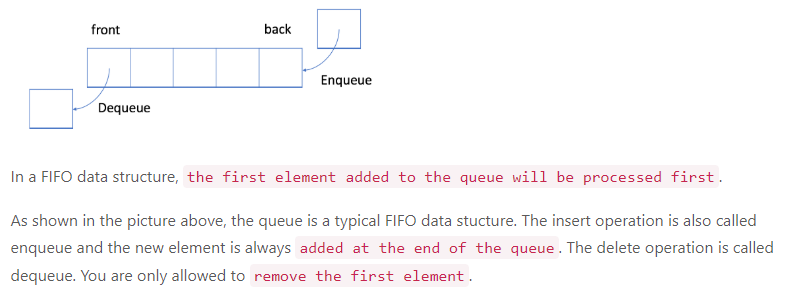 front
back
Enqueue
Dequeue
In a FIFO data structure, the first element added to the queue will be processed first.
As shown in the picture above, the queue is a typical FIFO data stucture. The insert operation is also called
enqueue and the new element is always added at the end of the queue. The delete operation is called
dequeue. You are only allowed to remove the first element.